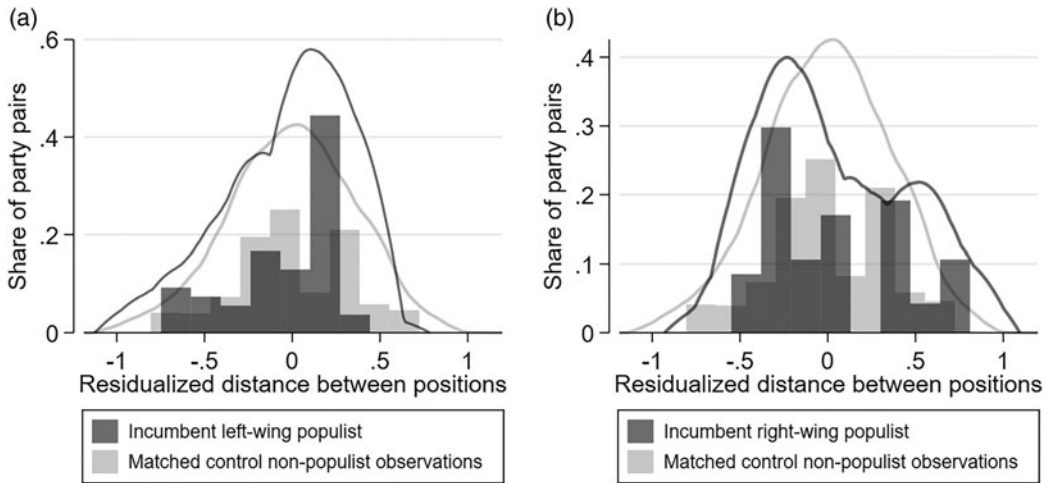 (a)
.6
.4
.2
0
Share of party pairs
-1
-.5
0
.5
1
Residualized distance between positions
Incumbent left-wing populist
Matched control non-populist observations
(b)
.4
.3
.2
.1
0
Share of party pairs
-1
-.5
0
.5
1
Residualized distance between positions
Incumbent right-wing populist
Matched control non-populist observations